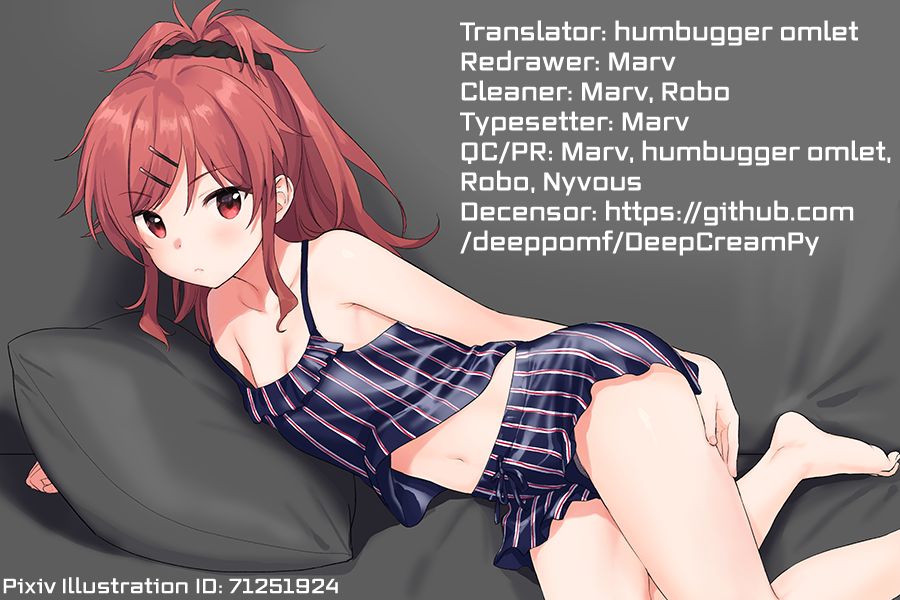 Translator: humbugger omlet
Redrawer: Marv
Cleaner: Marv, Robo
Typesetter: Marv
QC/PR: Marv, humbugger omlet,
Robo, Nyvous
Decensor: https://github.com
/deeppomf/DeepCreamPy
Pixiv Illustration ID: 71251924